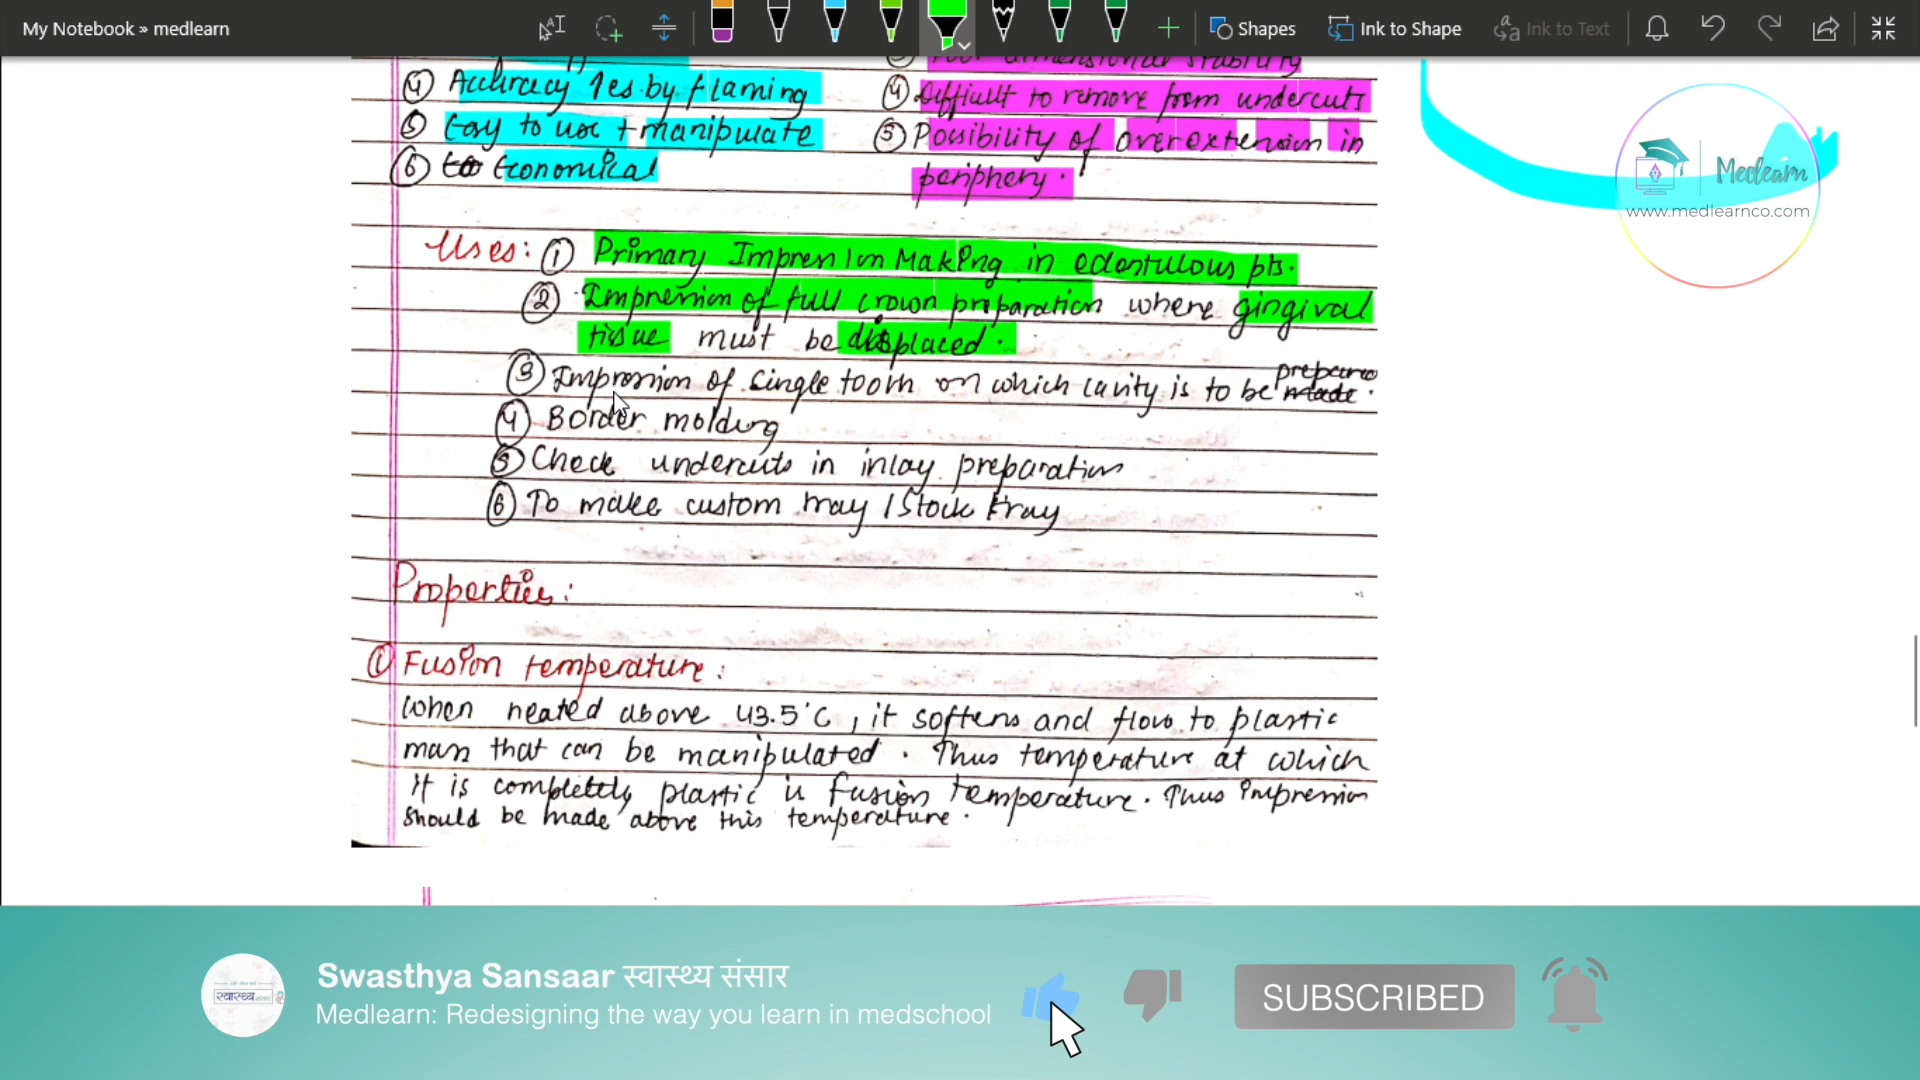 My Notebook » medlearn
Shapes
Ink to Shape
Ink to Text
④ Accuracy ↑es by flaming
⑤ Easy to use + manipulate
⑥ Economical
dimensional stability
④ Difficult to remove from undercuts
⑤ Possibility of overextension in
periphery.
Medlearn
www.medlearnco.com
Uses: ① Primary Impression Making in edentulous pts.
② Impression of full crown preparation where gingival
tissue must be displaced.
③ Impression of single tooth on which cavity is to be made prepare.
④ Border molding
⑤ Check undercuts in inlay preparation
⑥ To make custom tray / Stock tray
Properties:
① Fusion temperature:
When heated above 43.5°C, it softens and flow to plastic
mass that can be manipulated. Thus temperature at which
it is completely plastic is fusion temperature. Thus impression
should be made above this temperature.
स्वास्थ्य
Swasthya Sansaar स्वास्थ्य संसार
Medlearn: Redesigning the way you learn in medschool
SUBSCRIBED